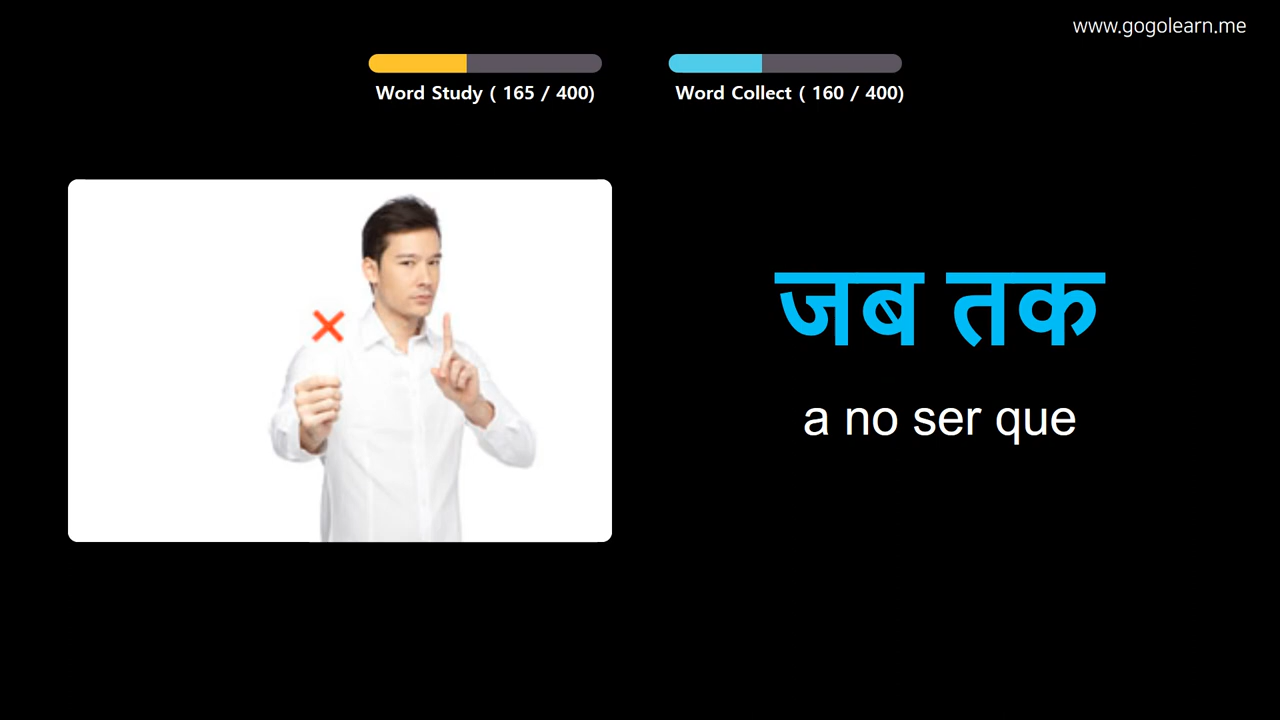 www.gogolearn.me
Word Study ( 165 / 400)
Word Collect ( 160 / 400)
जब तक
a no ser que